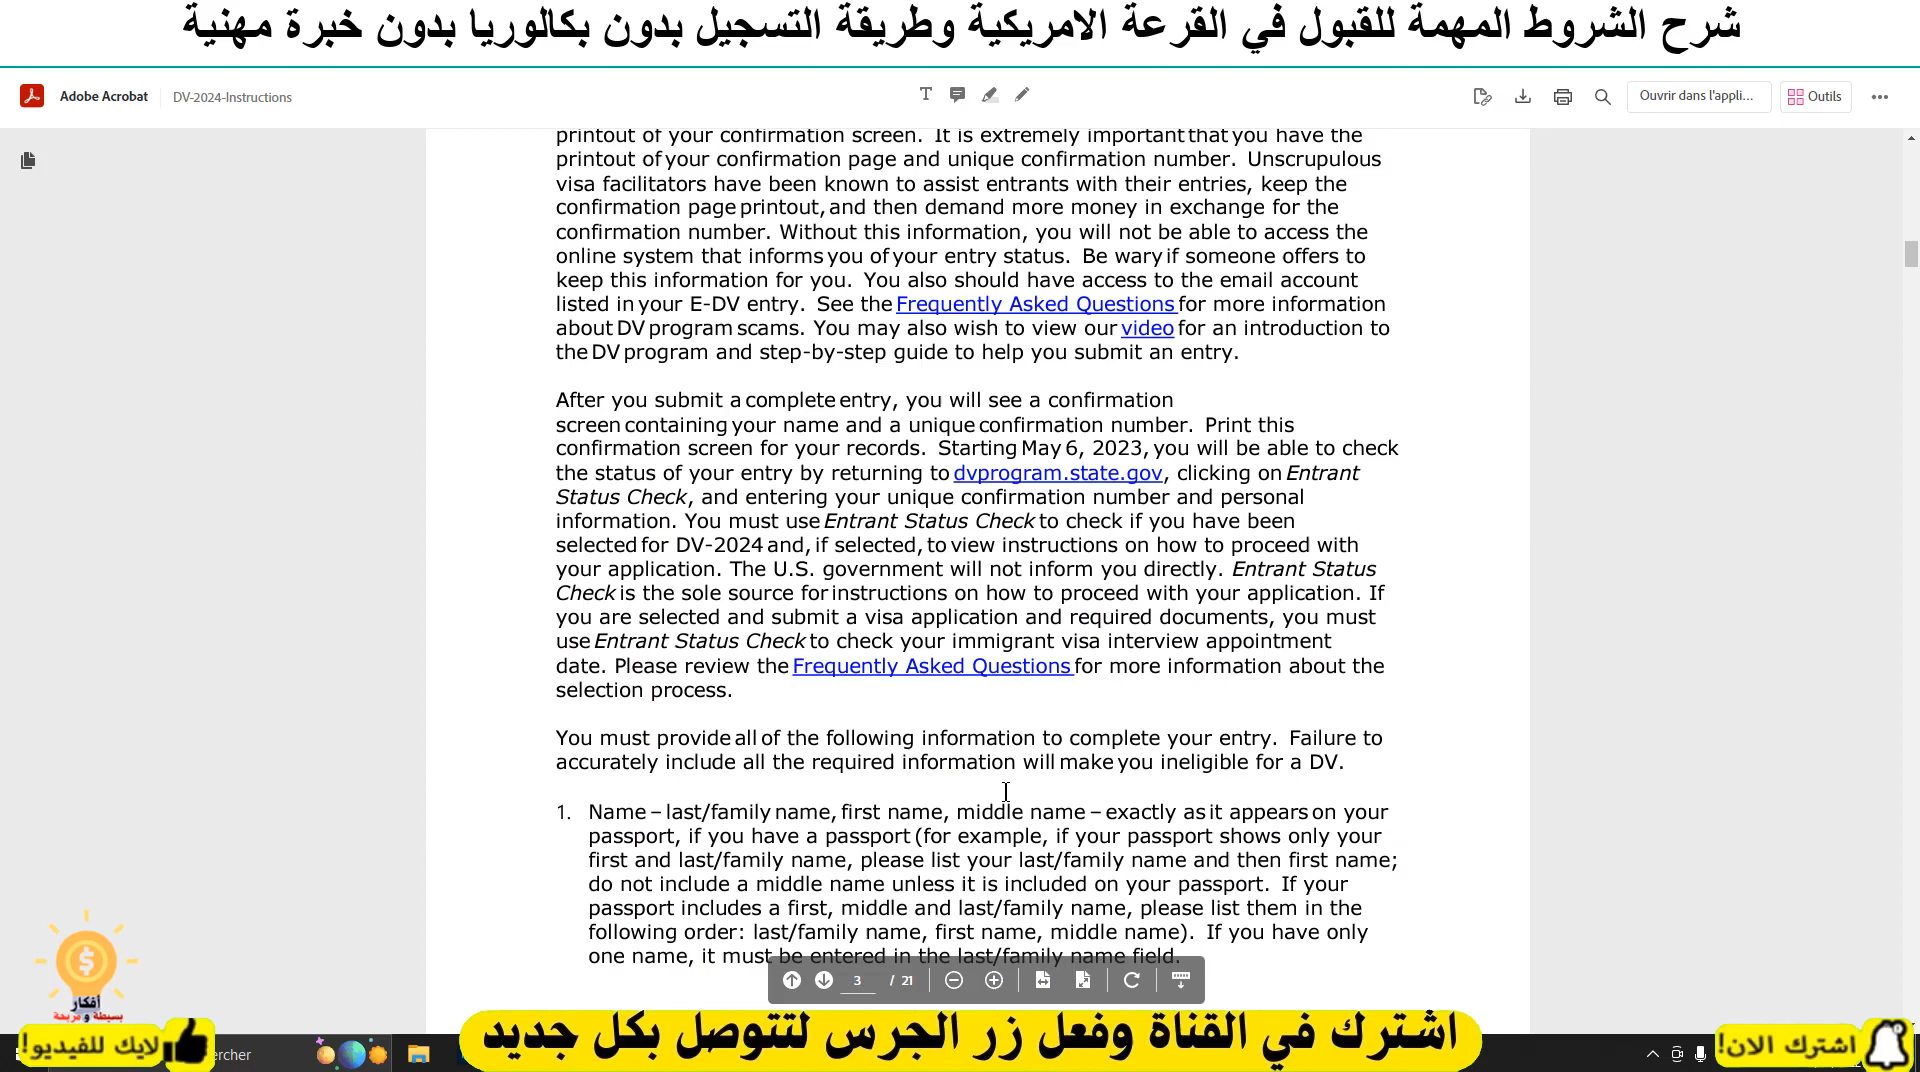 شرح الشروط المهمة للقبول في القرعة الامريكية وطريقة التسجيل بدون بكالوريا بدون خبرة مهنية
Adobe Acrobat
DV-2024-Instructions
Ouvrir dans l'appli...
Outils
printout of your confirmation screen. It is extremely important that you have the
printout of your confirmation page and unique confirmation number. Unscrupulous
visa facilitators have been known to assist entrants with their entries, keep the
confirmation page printout, and then demand more money in exchange for the
confirmation number. Without this information, you will not be able to access the
online system that informs you of your entry status. Be wary if someone offers to
keep this information for you. You also should have access to the email account
listed in your E-DV entry. See the Frequently Asked Questions for more information
about DV program scams. You may also wish to view our video for an introduction to
the DV program and step-by-step guide to help you submit an entry.
After you submit a complete entry, you will see a confirmation
screen containing your name and a unique confirmation number. Print this
confirmation screen for your records. Starting May 6, 2023, you will be able to check
the status of your entry by returning to dvprogram.state.gov, clicking on Entrant
Status Check, and entering your unique confirmation number and personal
information. You must use Entrant Status Check to check if you have been
selected for DV-2024 and, if selected, to view instructions on how to proceed with
your application. The U.S. government will not inform you directly. Entrant Status
Check is the sole source for instructions on how to proceed with your application. If
you are selected and submit a visa application and required documents, you must
use Entrant Status Check to check your immigrant visa interview appointment
date. Please review the Frequently Asked Questions for more information about the
selection process.
You must provide all of the following information to complete your entry. Failure to
accurately include all the required information will make you ineligible for a DV.
1. Name – last/family name, first name, middle name – exactly as it appears on your
passport, if you have a passport (for example, if your passport shows only your
first and last/family name, please list your last/family name and then first name;
do not include a middle name unless it is included on your passport. If your
passport includes a first, middle and last/family name, please list them in the
following order: last/family name, first name, middle name). If you have only
one name, it must be entered in the last/family name field.
3 / 21
أفكار
بسيطة و مربحة
لايك للفيديو!
cher
اشترك في القناة وفعل زر الجرس لتتوصل بكل جديد
اشترك الان!